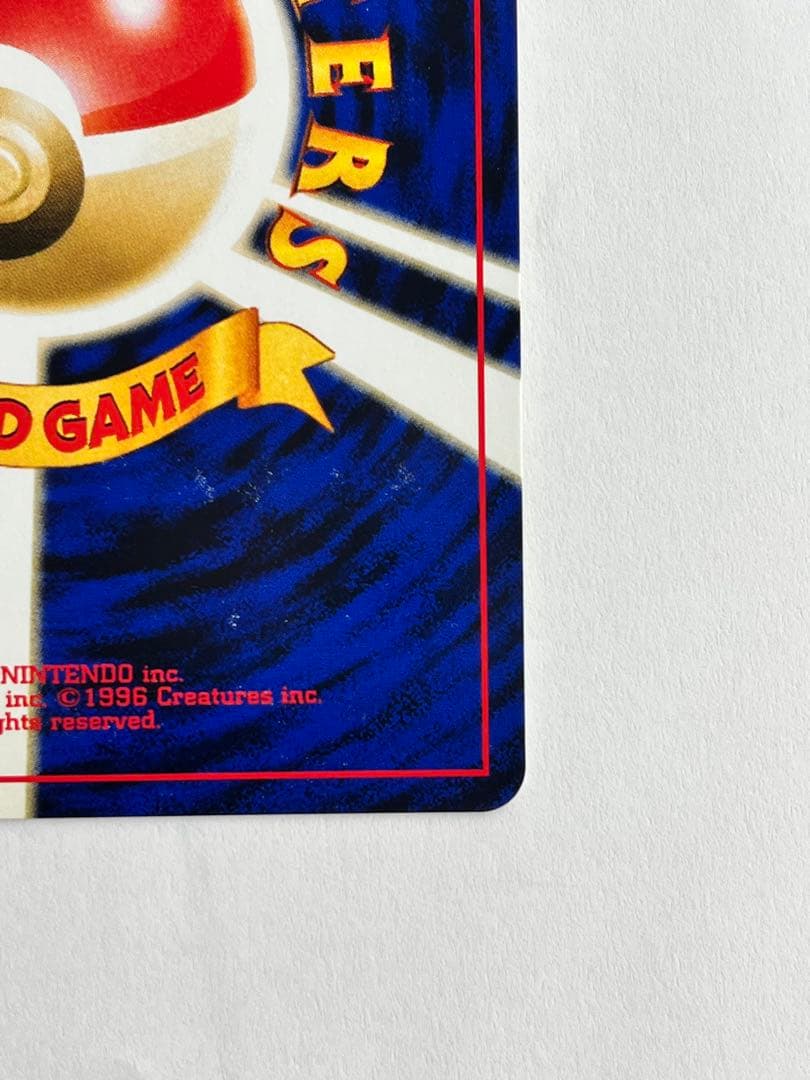 ERS
D GAME
NINTENDO inc.
inc. ©1996 Creatures inc.
ghts reserved.